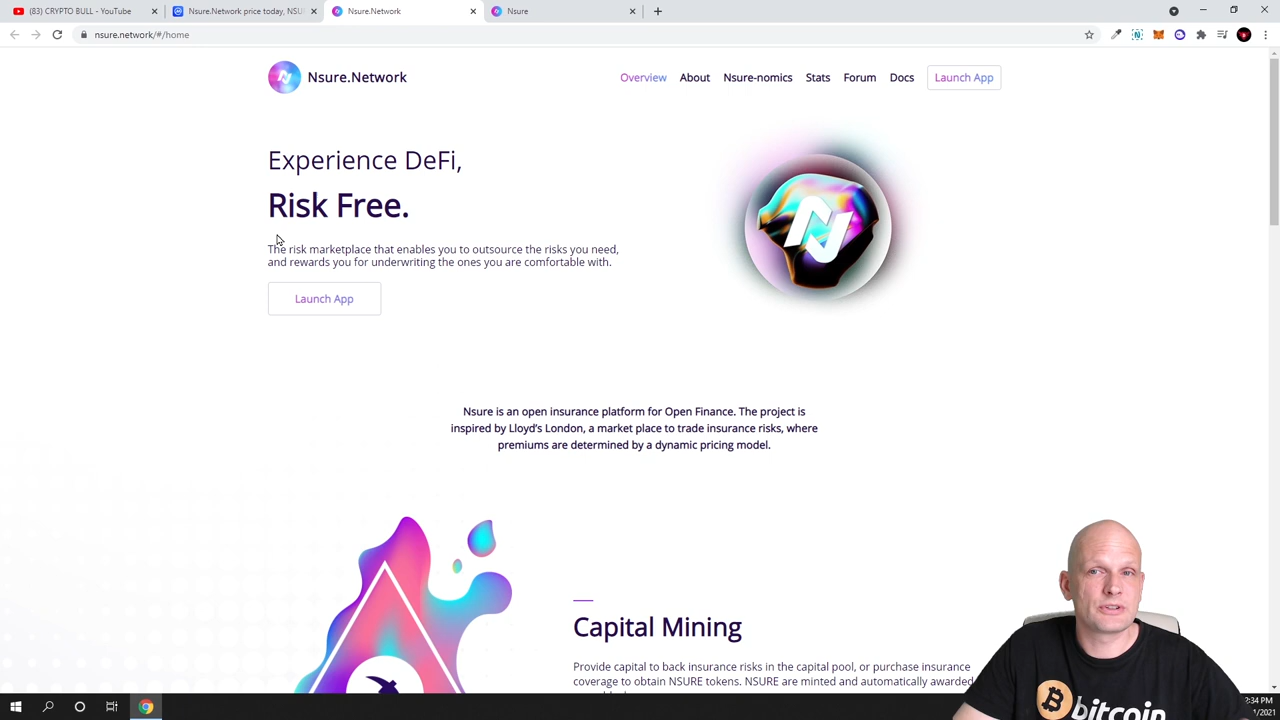 (83) CRYPTO BULL - YouTube
Nsure.Network price today, NSU
Nsure.Network
Nsure
nsure.network/#/home
Nsure.Network
Overview
About
Nsure-nomics
Stats
Forum
Docs
Launch App
Experience DeFi,
Risk Free.
The risk marketplace that enables you to outsource the risks you need,
and rewards you for underwriting the ones you are comfortable with.
Launch App
Nsure is an open insurance platform for Open Finance. The project is
inspired by Lloyd's London, a market place to trade insurance risks, where
premiums are determined by a dynamic pricing model.
Capital Mining
Provide capital to back insurance risks in the capital pool, or purchase insurance
coverage to obtain NSURE tokens. NSURE are minted and automatically awarded
bitcoin
:34 PM
1/2021